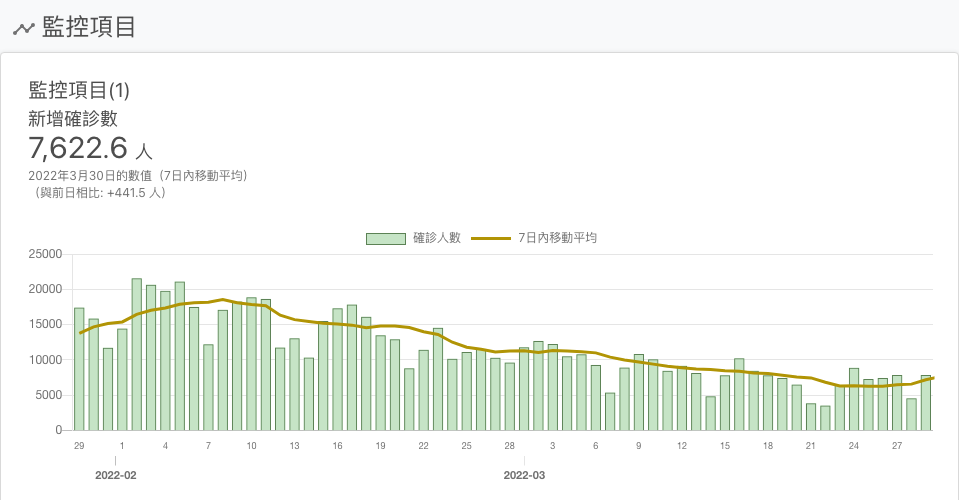 監控項目
監控項目(1)
新增確診數
7,622.6 人
2022年3月30日的數值（7日內移動平均）
（與前日相比: +441.5 人）
確診人數 7日內移動平均
25000
20000
15000
10000
5000
0
29 1 4 7 10 13 16 19 22 25 28 3 6 9 12 15 18 21 24 27
2022-02 2022-03